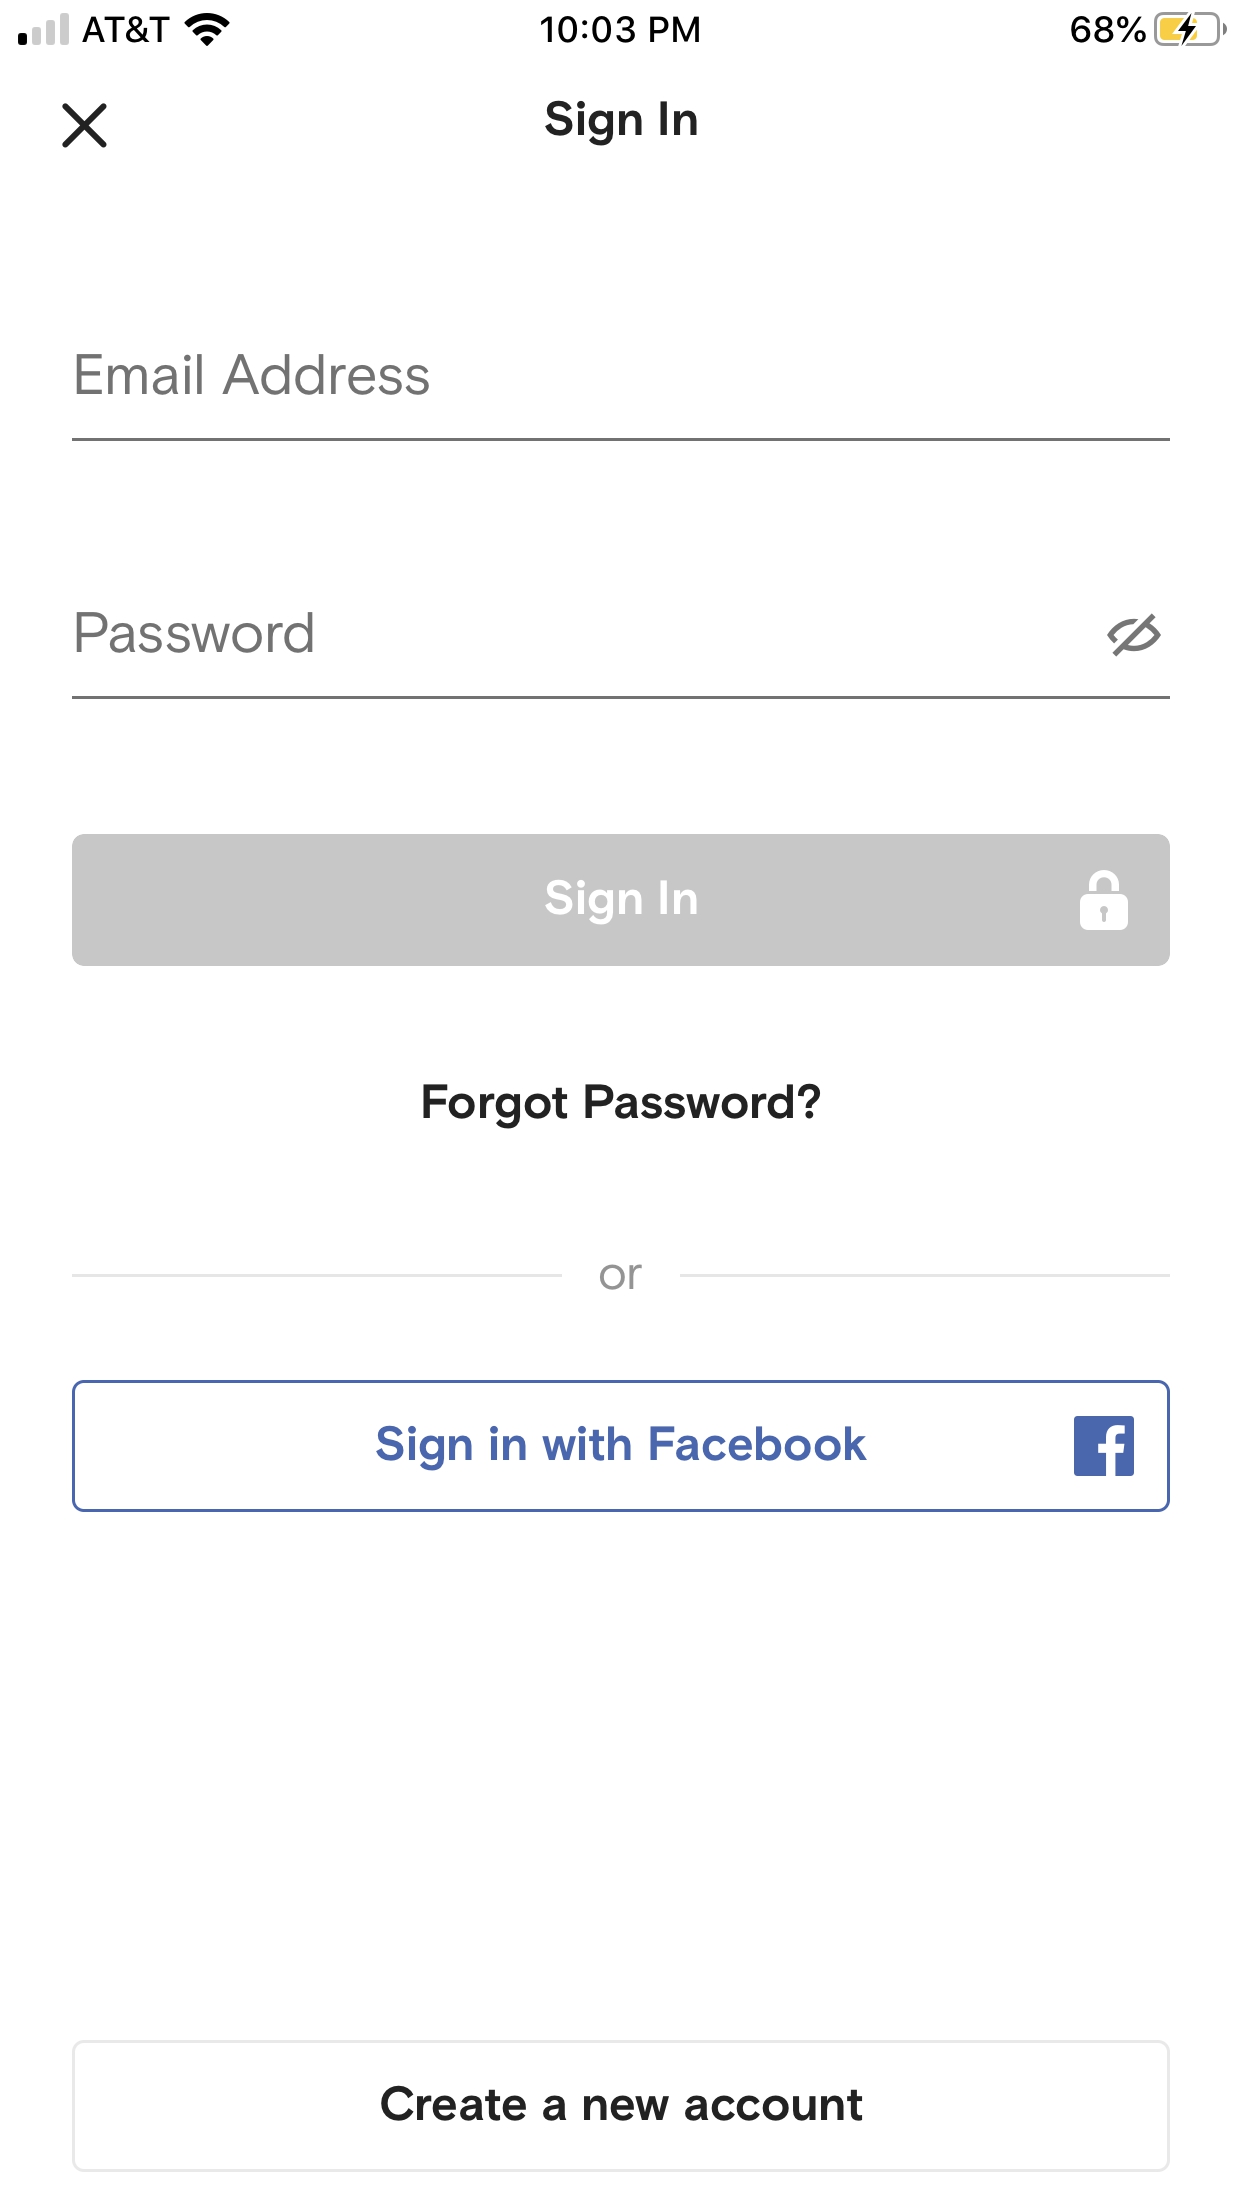 AT&T 10:03 PM 68%
Sign In
Email Address
Password
Sign In
Forgot Password?
or
Sign in with Facebook
Create a new account